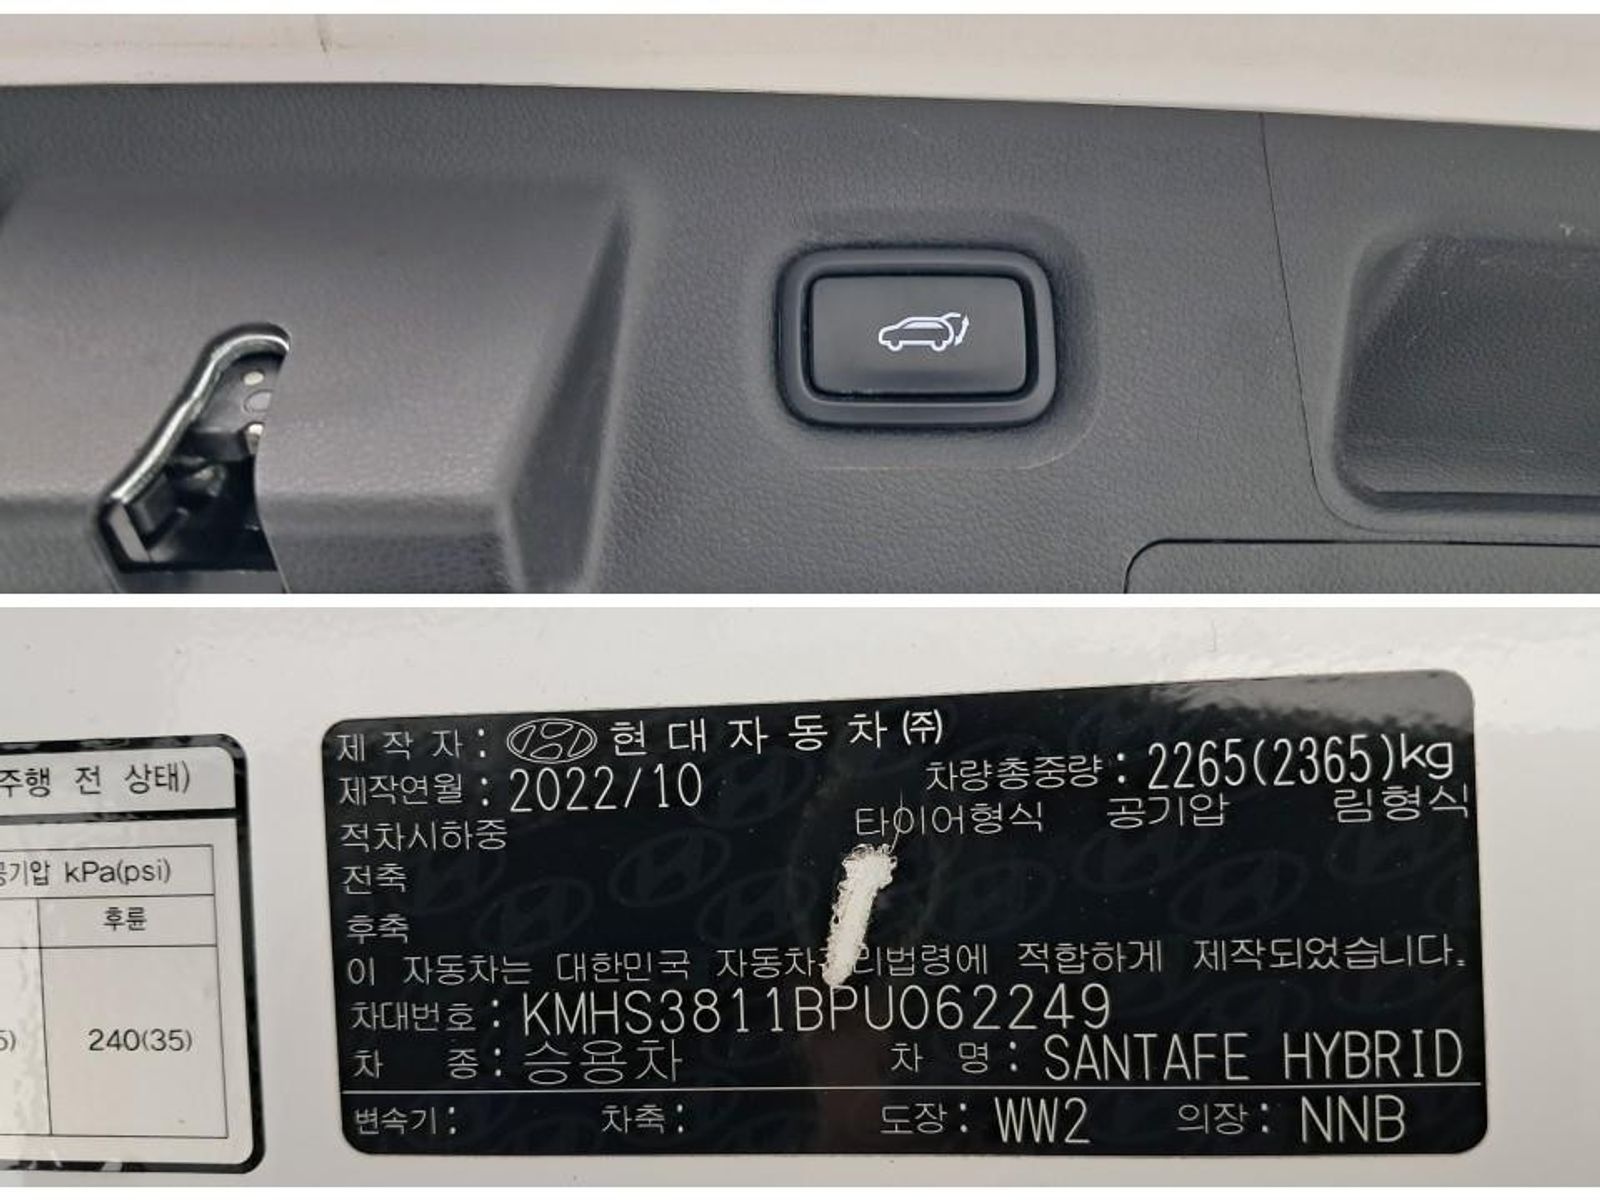 주행 전 상태)
공기압 kPa(psi)
후륜
240(35)
제 작 자 : 현 대 자 동 차 ㈜
제작연월 : 2022/10
차량총중량 : 2265(2365)kg
적차시하중
타이어형식 공기압 림형식
전축
후축
이 자동차는 대한민국 자동차관리법령에 적합하게 제작되었습니다.
차대번호 : KMHS3811BPU062249
차 종 : 승용차 차 명 : SANTAFE HYBRID
변속기 : 차축 : 도장 : WW2 의장 : NNB